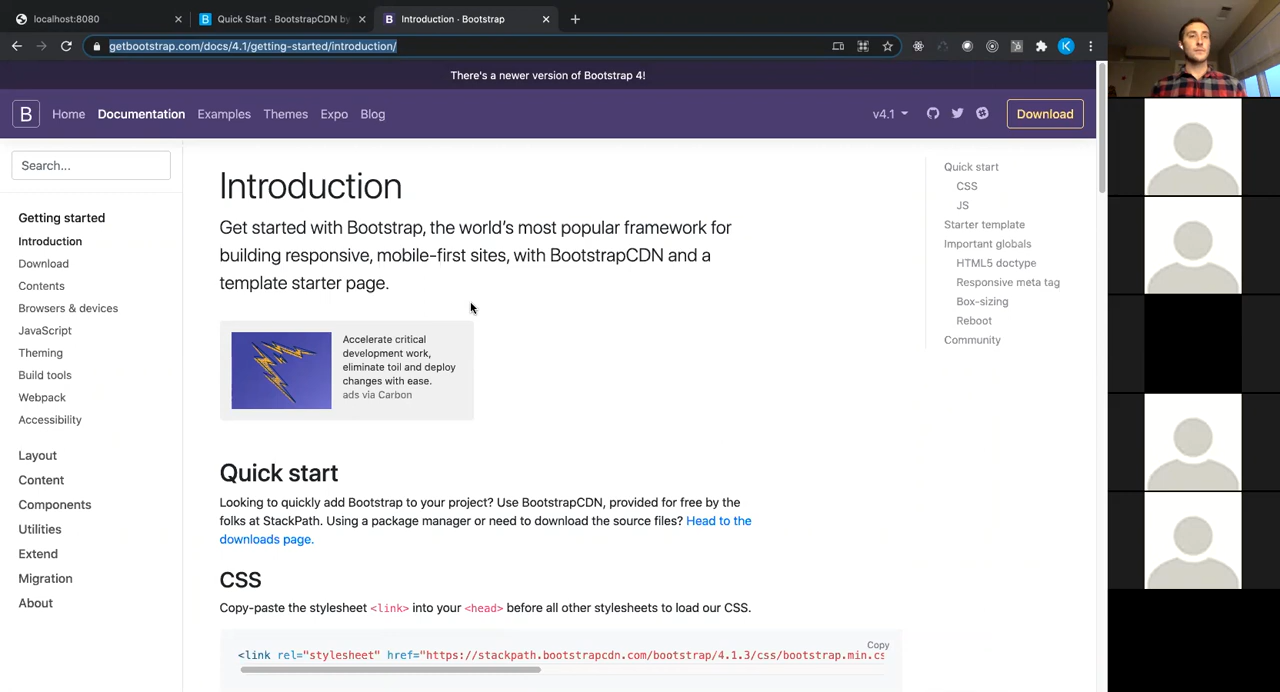 localhost:8080
Quick Start · BootstrapCDN by
Introduction · Bootstrap
getbootstrap.com/docs/4.1/getting-started/introduction/
K
There's a newer version of Bootstrap 4!
B
Home
Documentation
Examples
Themes
Expo
Blog
v4.1
Download
Search...
Getting started
Introduction
Download
Contents
Browsers & devices
JavaScript
Theming
Build tools
Webpack
Accessibility
Layout
Content
Components
Utilities
Extend
Migration
About
Introduction
Get started with Bootstrap, the world's most popular framework for
building responsive, mobile-first sites, with BootstrapCDN and a
template starter page.
Accelerate critical
development work,
eliminate toil and deploy
changes with ease.
ads via Carbon
Quick start
Looking to quickly add Bootstrap to your project? Use BootstrapCDN, provided for free by the
folks at StackPath. Using a package manager or need to download the source files? Head to the
downloads page.
CSS
Copy-paste the stylesheet <link> into your <head> before all other stylesheets to load our CSS.
Copy
<link rel="stylesheet" href="https://stackpath.bootstrapcdn.com/bootstrap/4.1.3/css/bootstrap.min.cs
Quick start
CSS
JS
Starter template
Important globals
HTML5 doctype
Responsive meta tag
Box-sizing
Reboot
Community